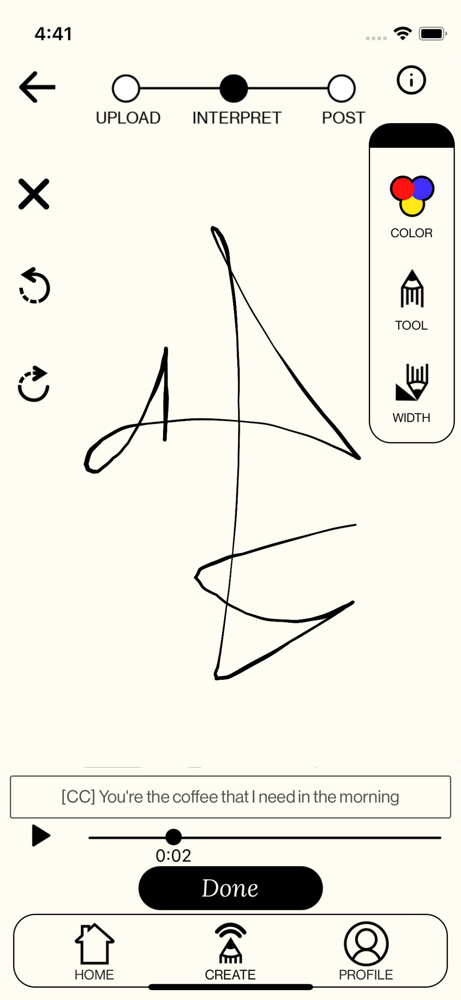 4:41
UPLOAD INTERPRET POST
COLOR
TOOL
WIDTH
[CC] You're the coffee that I need in the morning
0:02
Done
HOME CREATE PROFILE